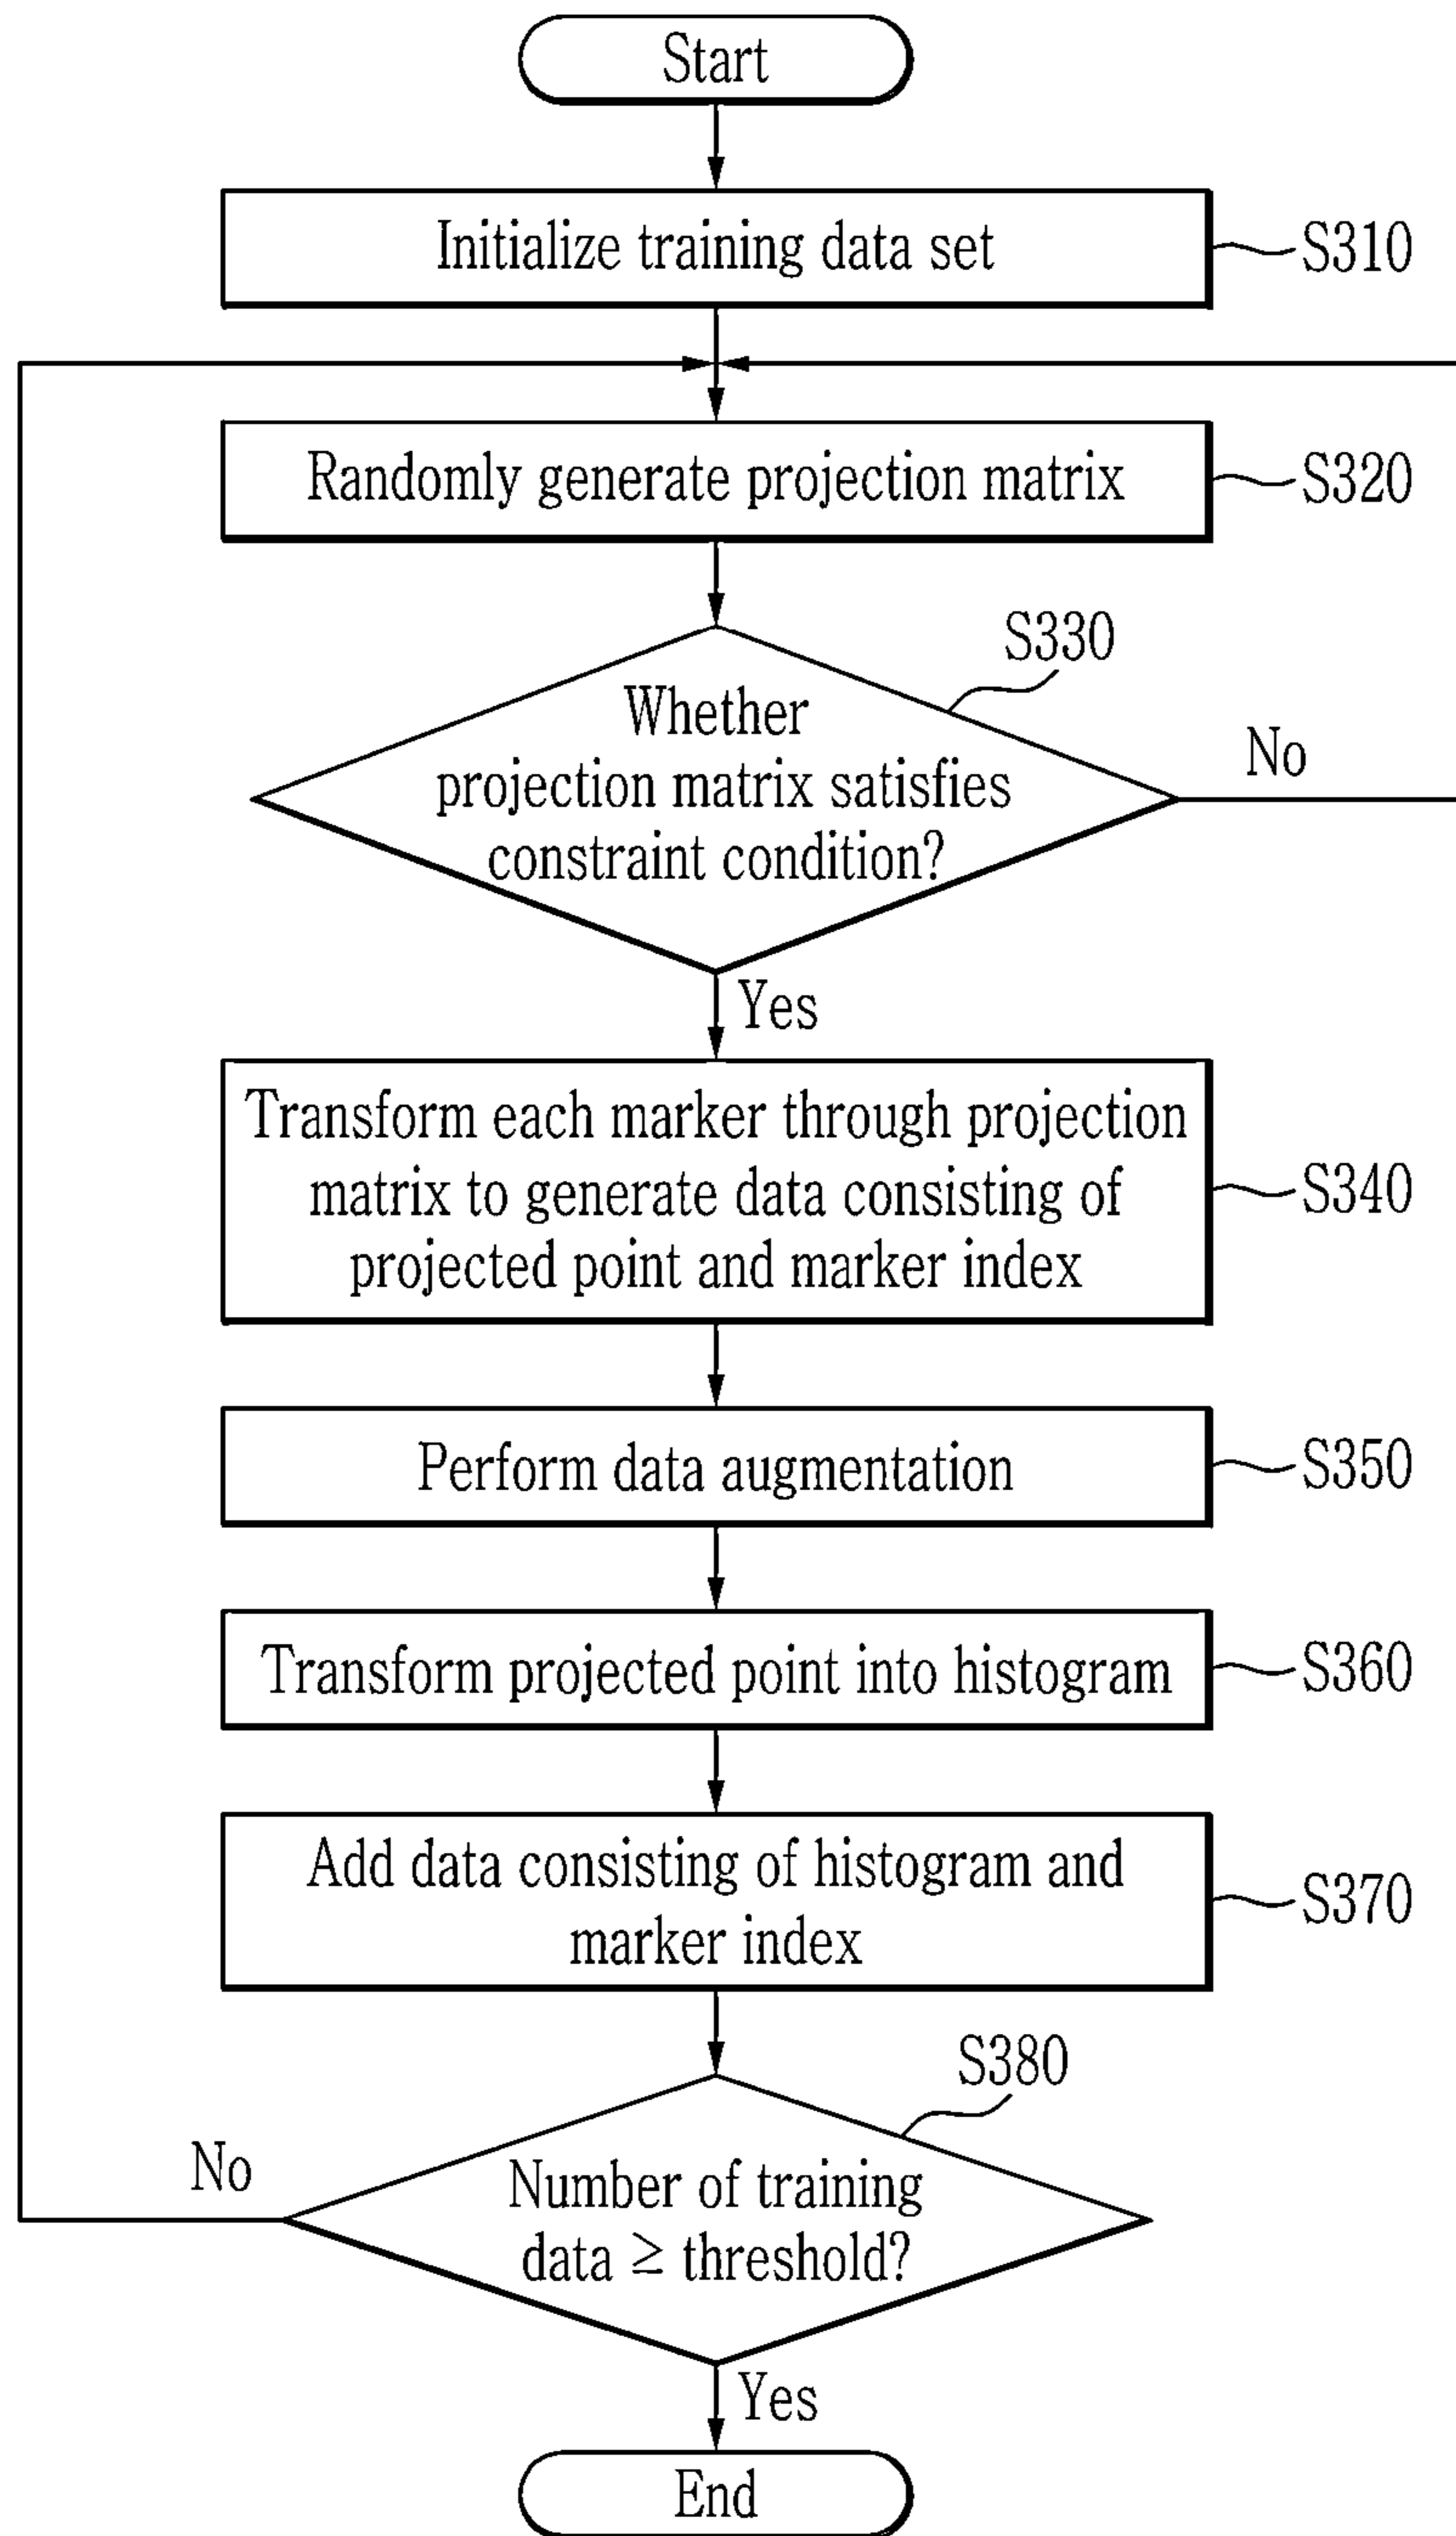 Start
Initialize training data set
S310
Randomly generate projection matrix
S320
S330
Whether
projection matrix satisfies
constraint condition?
No
Yes
Transform each marker through projection
matrix to generate data consisting of
projected point and marker index
S340
Perform data augmentation
S350
Transform projected point into histogram
S360
Add data consisting of histogram and
marker index
S370
S380
No
Number of training
data ≥ threshold?
Yes
End